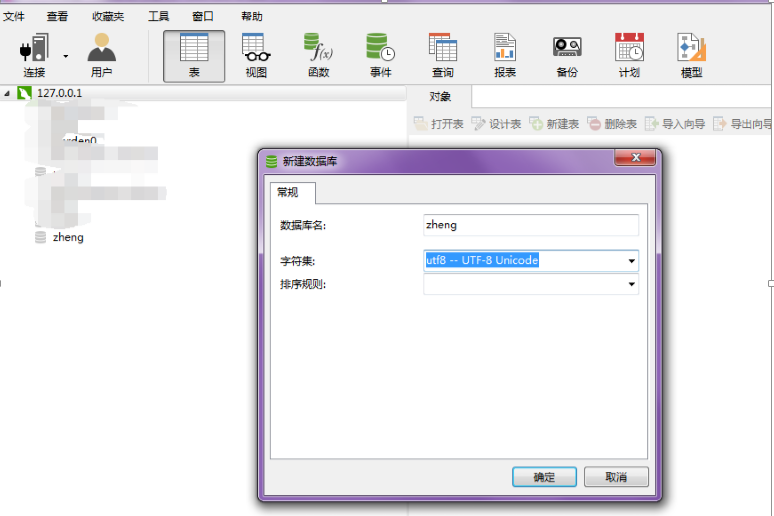 文件 查看 收藏夹 工具 窗口 帮助
连接 用户 表 视图 函数 事件 查询 报表 备份 计划 模型
127.0.0.1
对象
打开表 设计表 新建表 删除表 导入向导 导出向导
zheng
新建数据库
常规
数据库名: zheng
字符集: utf8 -- UTF-8 Unicode
排序规则:
确定 取消